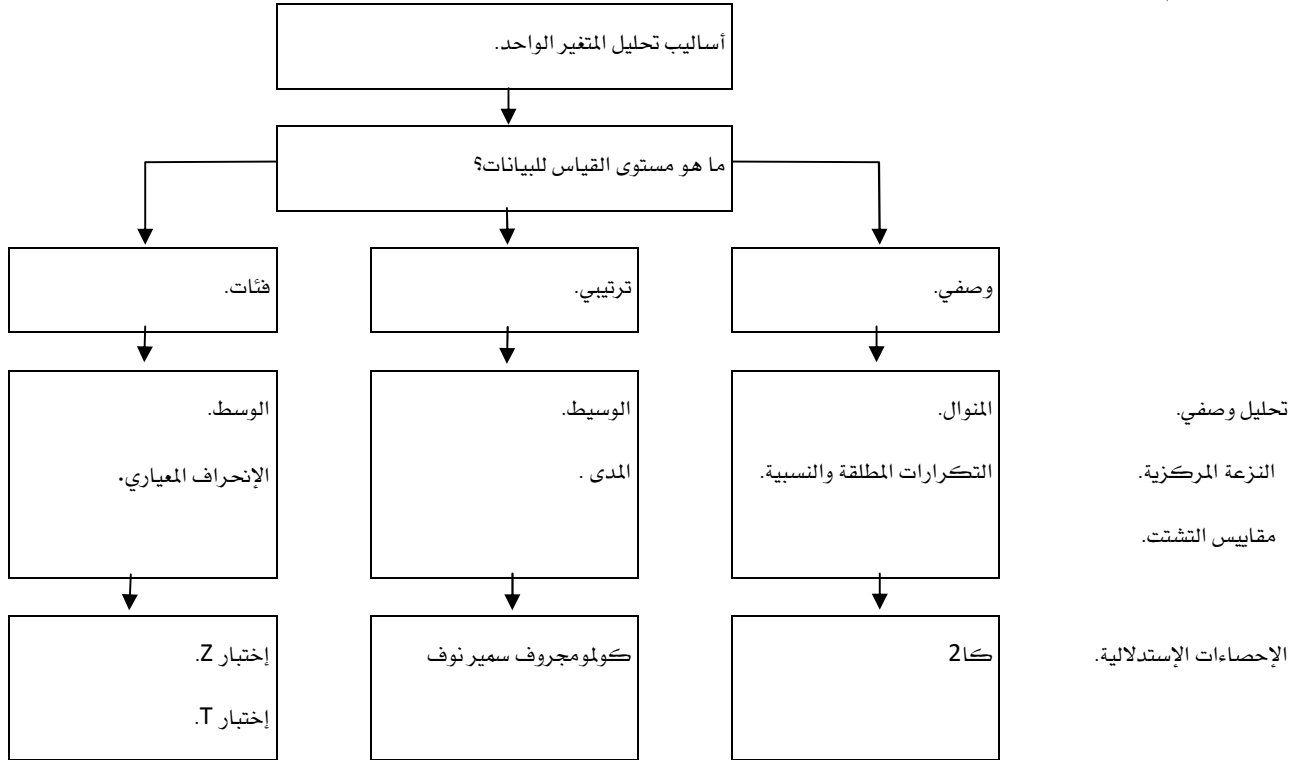 أساليب تحليل المتغير الواحد.
ما هو مستوى القياس للبيانات؟
وصفي.
ترتيبي.
فئات.
تحليل وصفي.
النزعة المركزية.
مقاييس التشتت.
المنوال.
التكرارات المطلقة والنسبية.
الوسيط.
المدى .
الوسط.
الإنحراف المعياري.
الإحصاءات الإستدلالية.
كا2
كولومجروف سمير نوف
إختبار Z.
إختبار T.